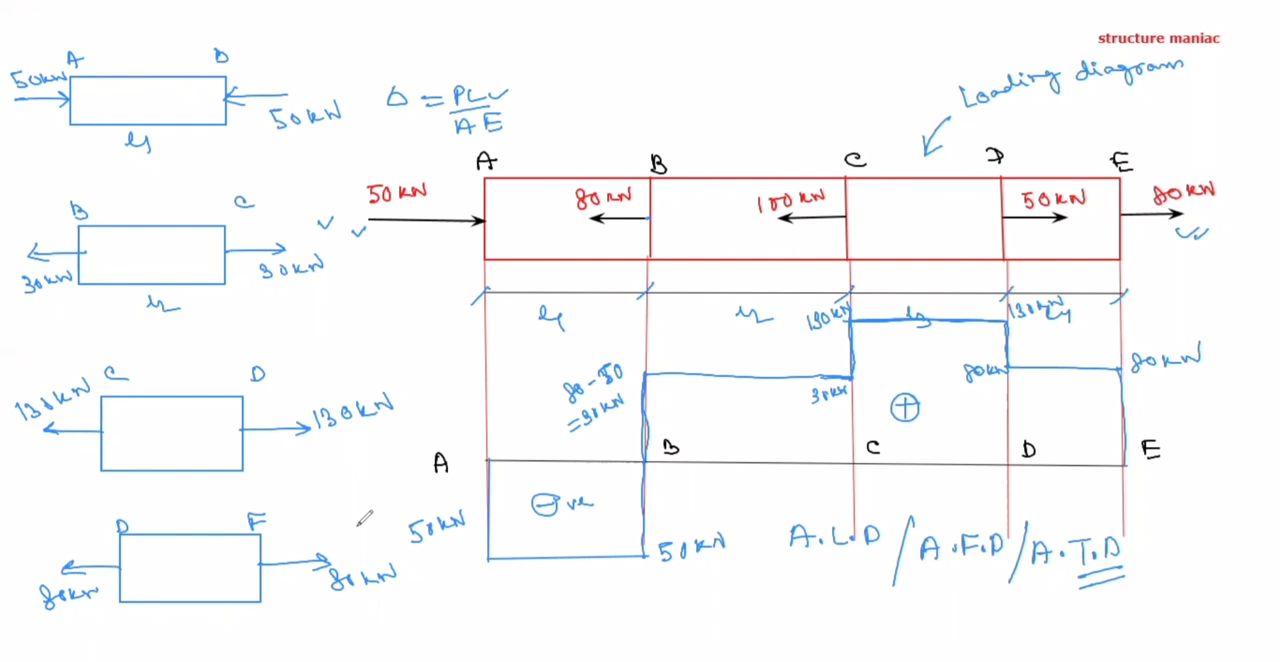 structure maniac
Loading diagram
A
D
50kN
50kN
L1
Δ = PL
AE
A
B
C
D
E
50 kN
80 kN
100 kN
50 kN
80 kN
B
C
30kN
30kN
L2
L1
L2
L3
L4
130kN
130kN
80-50
=30kN
30kN
80kN
80kN
C
D
130kN
130kN
A
B
C
D
E
+
- ve
50kN
50kN
D
E
80kN
80kN
A.L.D / A.F.D / A.T.D